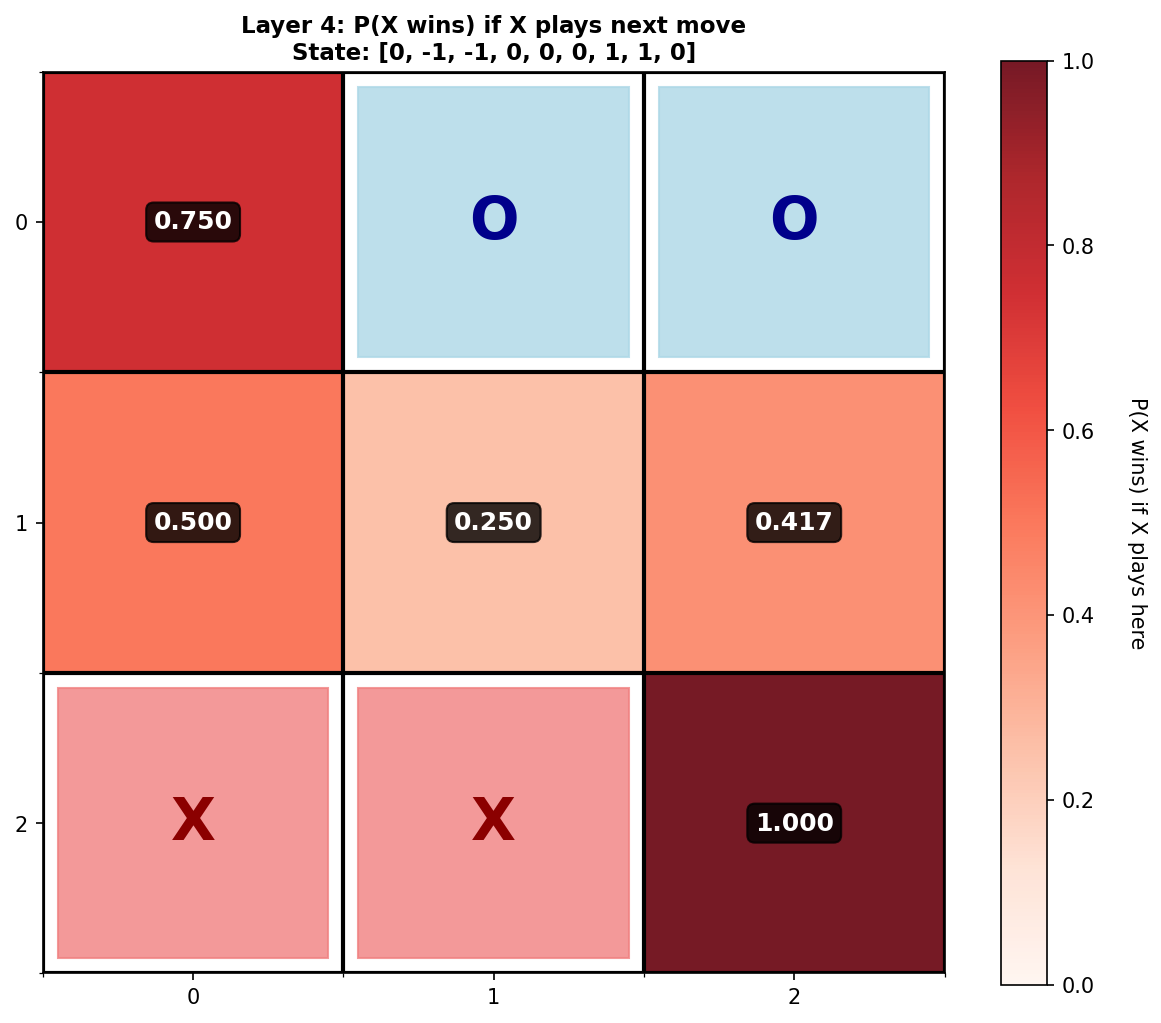 Layer 4: P(X wins) if X plays next move
State: [0, -1, -1, 0, 0, 0, 1, 1, 0]
0
0.750
O
O
1
0.500
0.250
0.417
2
X
X
1.000
0
1
2
1.0
0.8
0.6
0.4
0.2
0.0
P(X wins) if X plays here